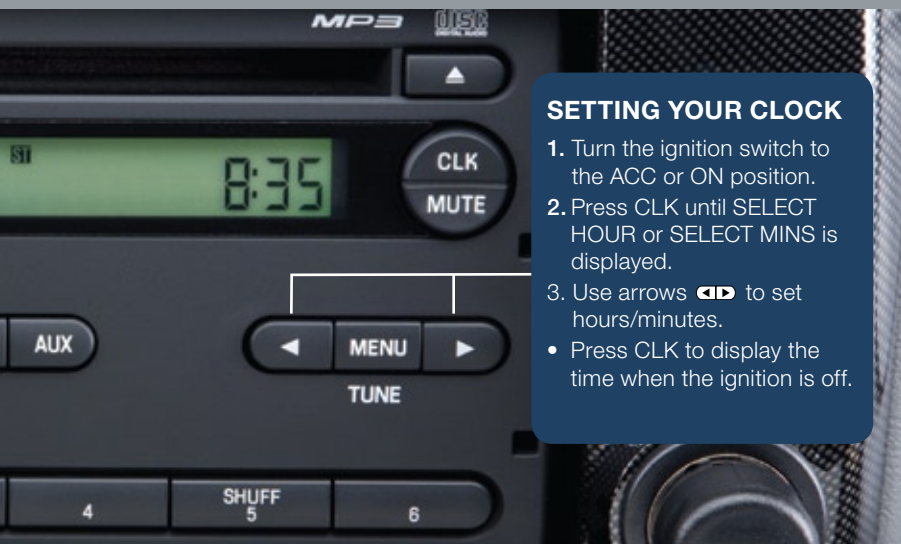 MP3 DISC
DIGITAL AUDIO
ST 8:35
CLK
MUTE
AUX
MENU
TUNE
4
SHUFF
5
6
SETTING YOUR CLOCK
1. Turn the ignition switch to
the ACC or ON position.
2. Press CLK until SELECT
HOUR or SELECT MINS is
displayed.
3. Use arrows ◀▶ to set
hours/minutes.
• Press CLK to display the
time when the ignition is off.